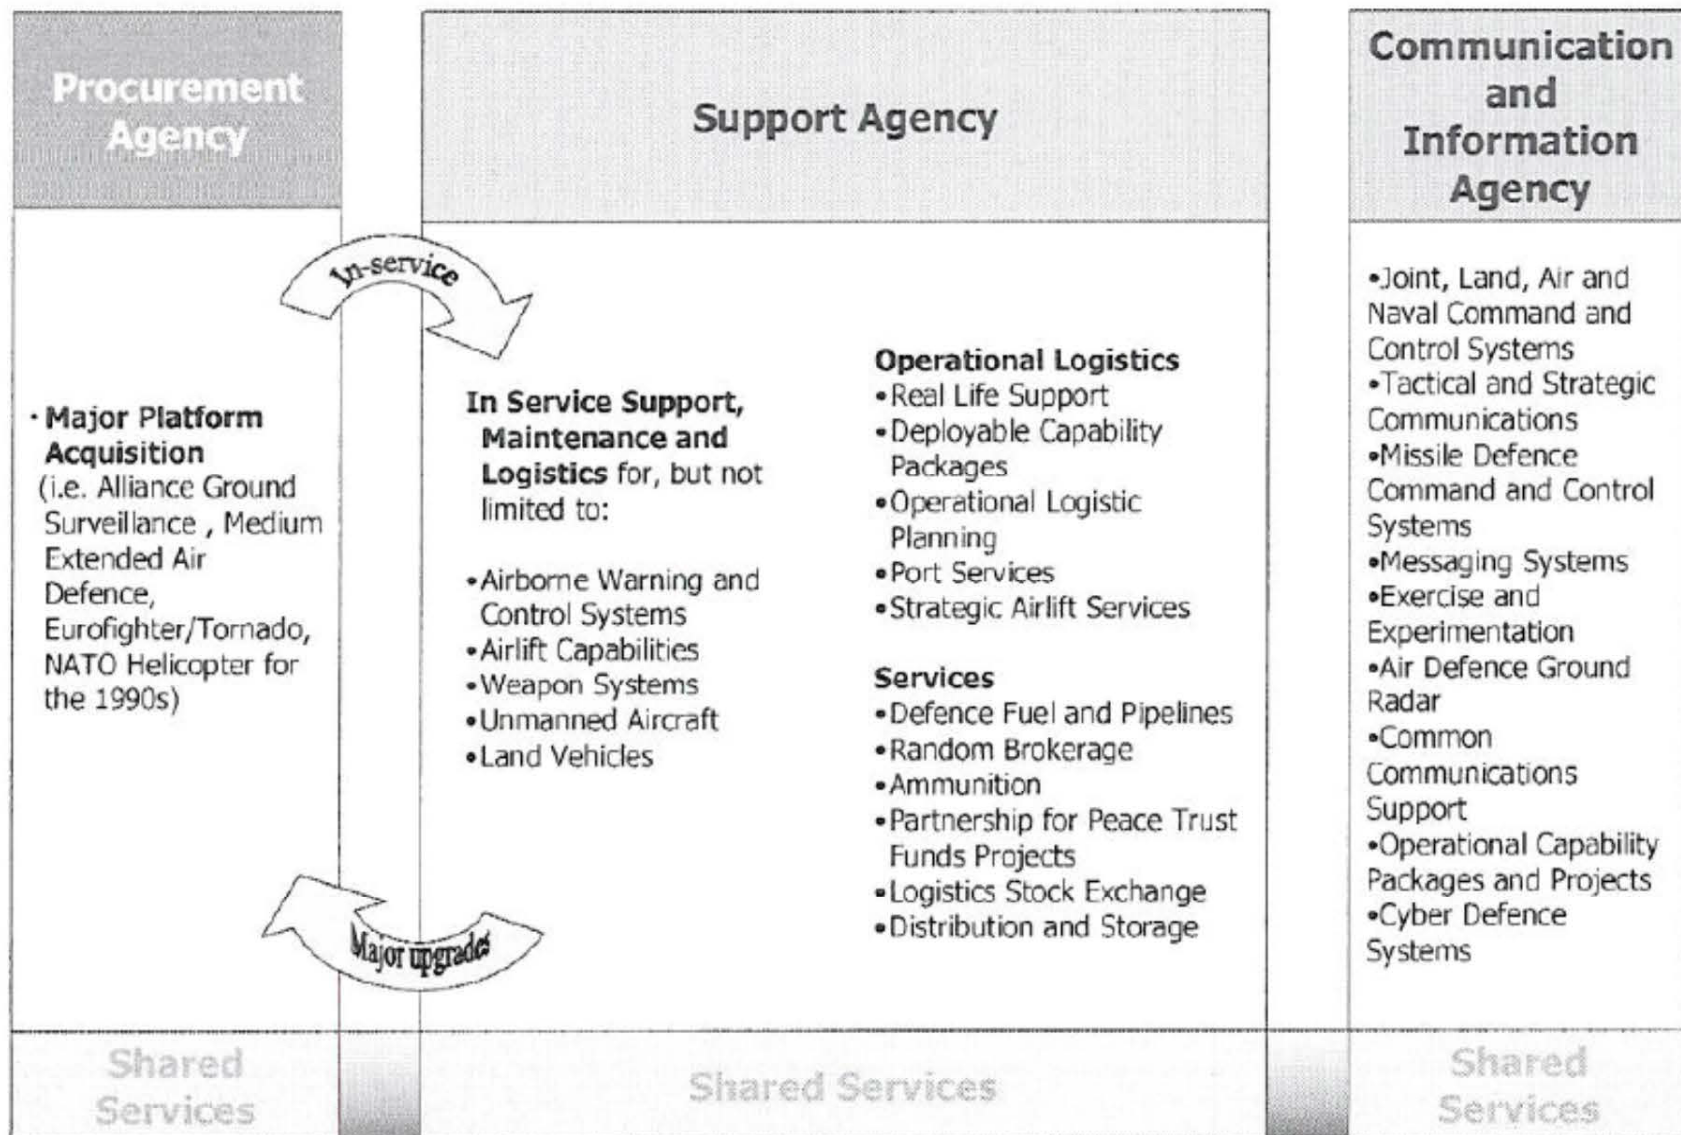 Procurement
Agency
Support Agency
Communication
and
Information
Agency
In-service
· Major Platform
Acquisition
(i.e. Alliance Ground
Surveillance , Medium
Extended Air
Defence,
Eurofighter/Tornado,
NATO Helicopter for
the 1990s)
In Service Support,
Maintenance and
Logistics for, but not
limited to:
•Airborne Warning and
Control Systems
•Airlift Capabilities
•Weapon Systems
•Unmanned Aircraft
•Land Vehicles
Major upgrades
Operational Logistics
•Real Life Support
•Deployable Capability
Packages
•Operational Logistic
Planning
•Port Services
•Strategic Airlift Services
Services
•Defence Fuel and Pipelines
•Random Brokerage
•Ammunition
•Partnership for Peace Trust
Funds Projects
•Logistics Stock Exchange
•Distribution and Storage
•Joint, Land, Air and
Naval Command and
Control Systems
•Tactical and Strategic
Communications
•Missile Defence
Command and Control
Systems
•Messaging Systems
•Exercise and
Experimentation
•Air Defence Ground
Radar
•Common
Communications
Support
•Operational Capability
Packages and Projects
•Cyber Defence
Systems
Shared
Services
Shared Services
Shared
Services